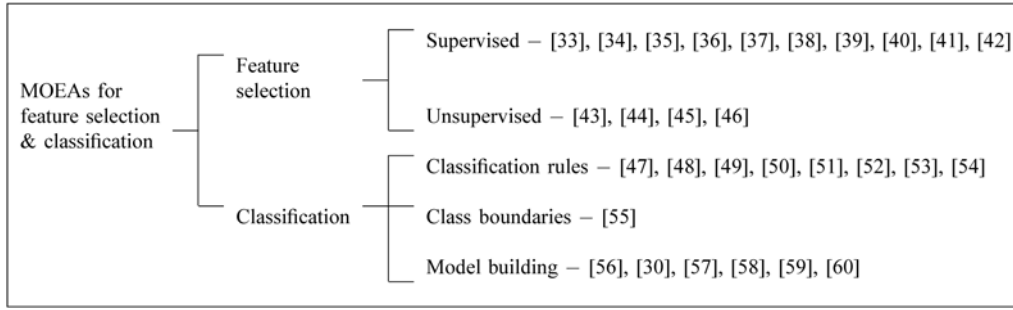 MOEAs for
feature selection
& classification
Feature
selection
Supervised – [33], [34], [35], [36], [37], [38], [39], [40], [41], [42]
Unsupervised – [43], [44], [45], [46]
Classification
Classification rules – [47], [48], [49], [50], [51], [52], [53], [54]
Class boundaries – [55]
Model building – [56], [30], [57], [58], [59], [60]